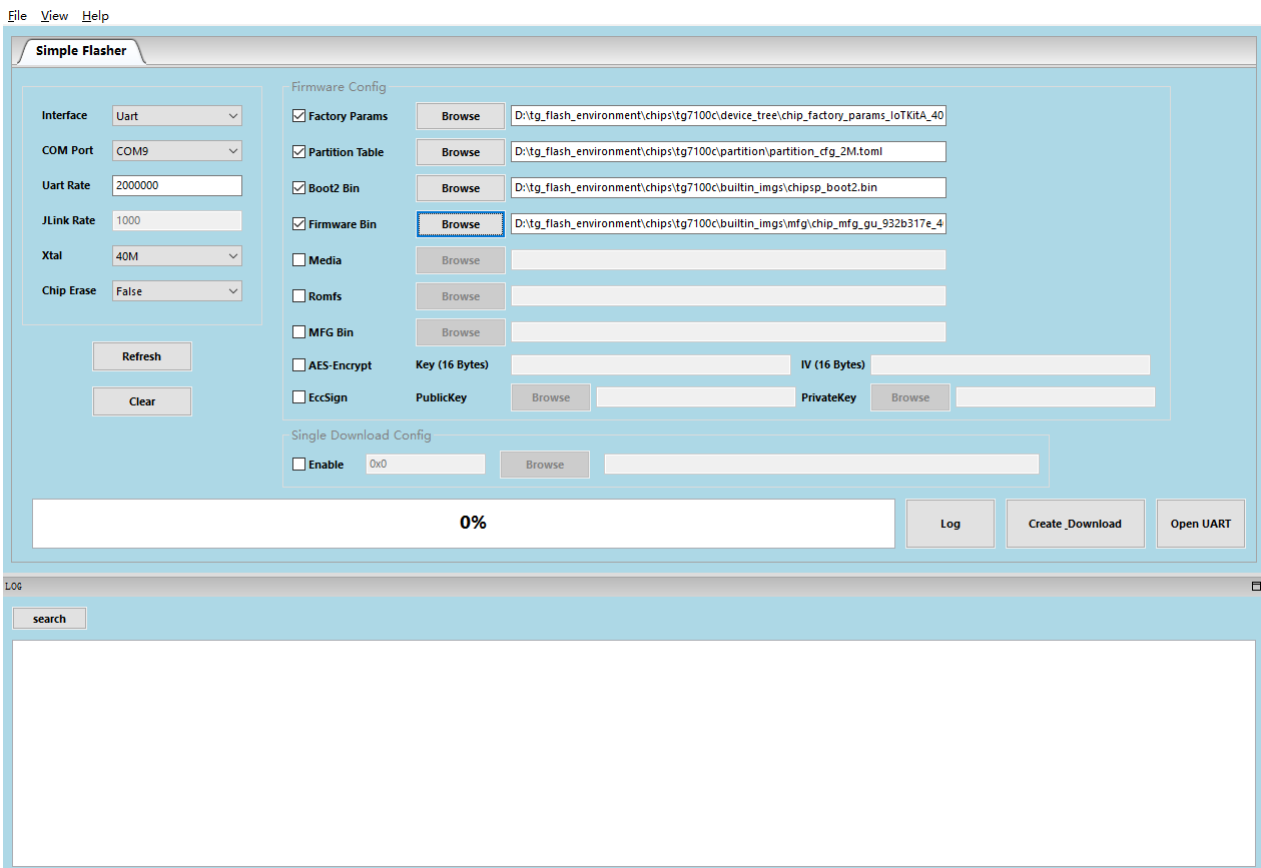 File View Help
Simple Flasher
Firmware Config
Interface Uart
Factory Params Browse D:\tg_flash_environment\chips\tg7100c\device_tree\chip_factory_params_IoTKitA_40
COM Port COM9
Partition Table Browse D:\tg_flash_environment\chips\tg7100c\partition\partition_cfg_2M.toml
Uart Rate 2000000
Boot2 Bin Browse D:\tg_flash_environment\chips\tg7100c\builtin_imgs\chipsp_boot2.bin
JLink Rate 1000
Firmware Bin Browse D:\tg_flash_environment\chips\tg7100c\builtin_imgs\mfg\chip_mfg_gu_932b317e_4
Xtal 40M
Media Browse
Chip Erase False
Romfs Browse
MFG Bin Browse
Refresh
AES-Encrypt Key (16 Bytes) IV (16 Bytes)
Clear
EccSign PublicKey Browse PrivateKey Browse
Single Download Config
Enable 0x0 Browse
0% Log Create_Download Open UART
LOG
search